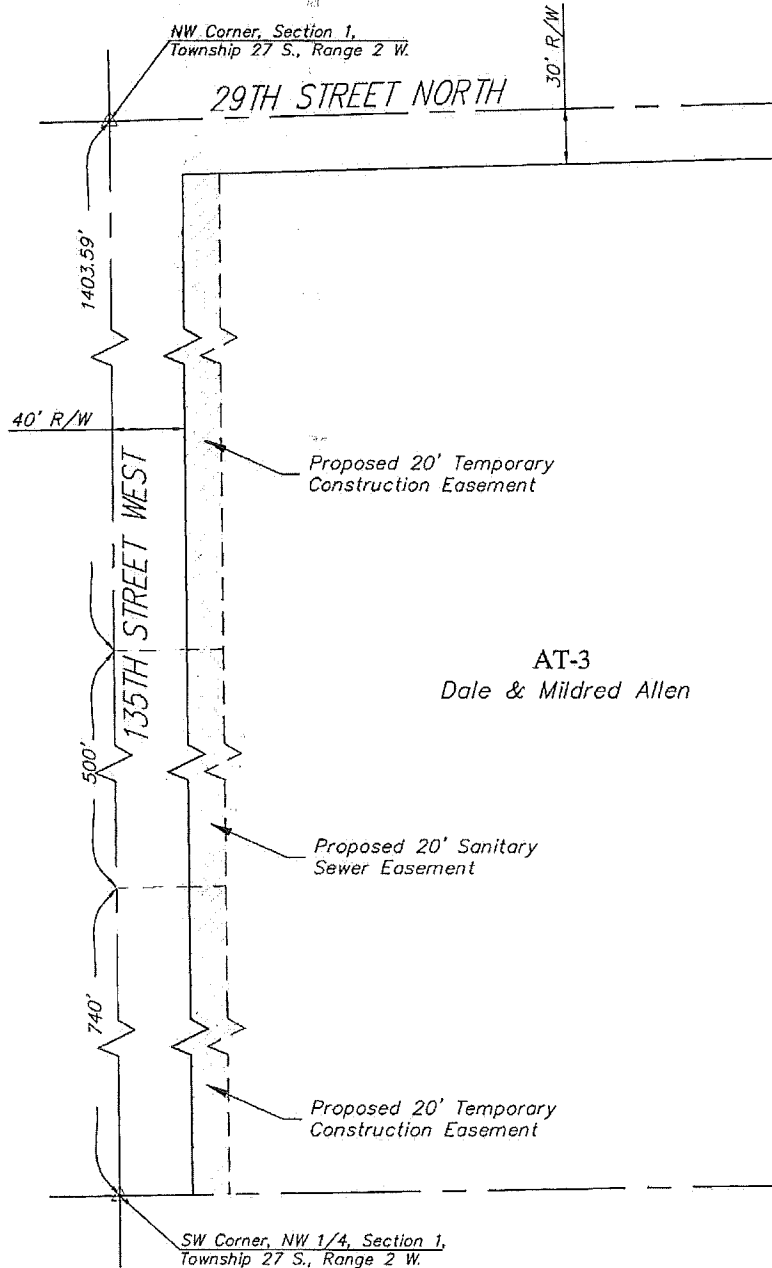 NW Corner, Section 1,
Township 27 S., Range 2 W.
30' R/W
29TH STREET NORTH
1403.59'
40' R/W
135TH STREET WEST
Proposed 20' Temporary
Construction Easement
AT-3
Dale & Mildred Allen
500'
Proposed 20' Sanitary
Sewer Easement
740'
Proposed 20' Temporary
Construction Easement
SW Corner, NW 1/4, Section 1,
Township 27 S., Range 2 W.